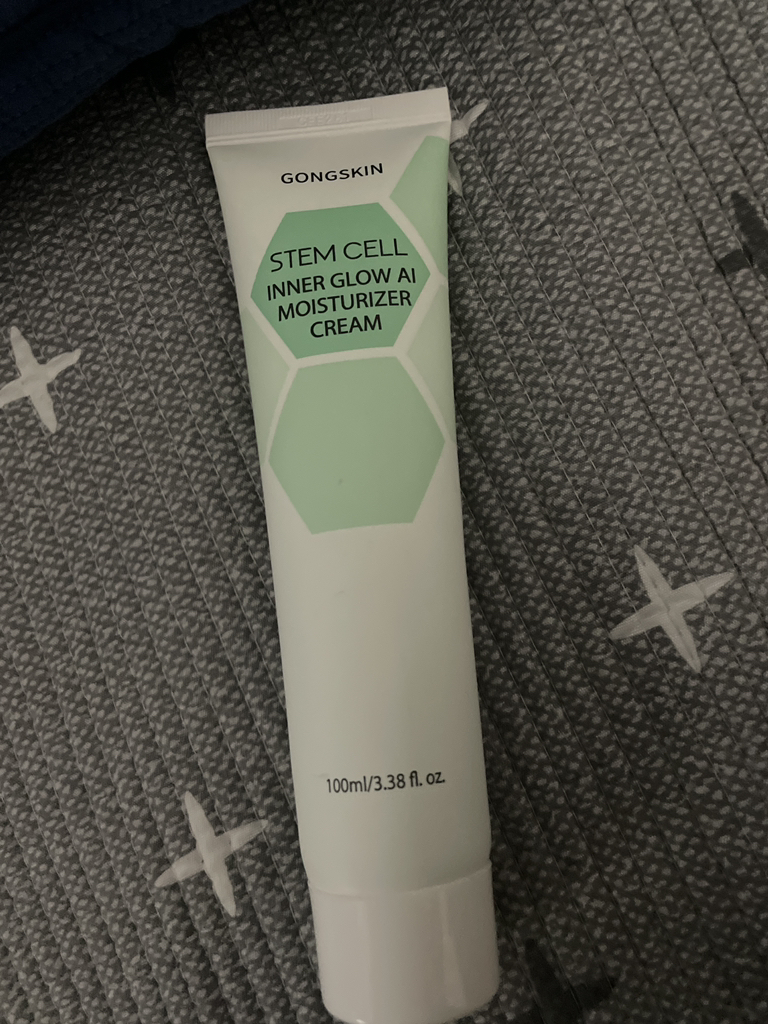 GONGSKIN
STEM CELL
INNER GLOW AI
MOISTURIZER
CREAM
100ml/3.38 fl. oz.